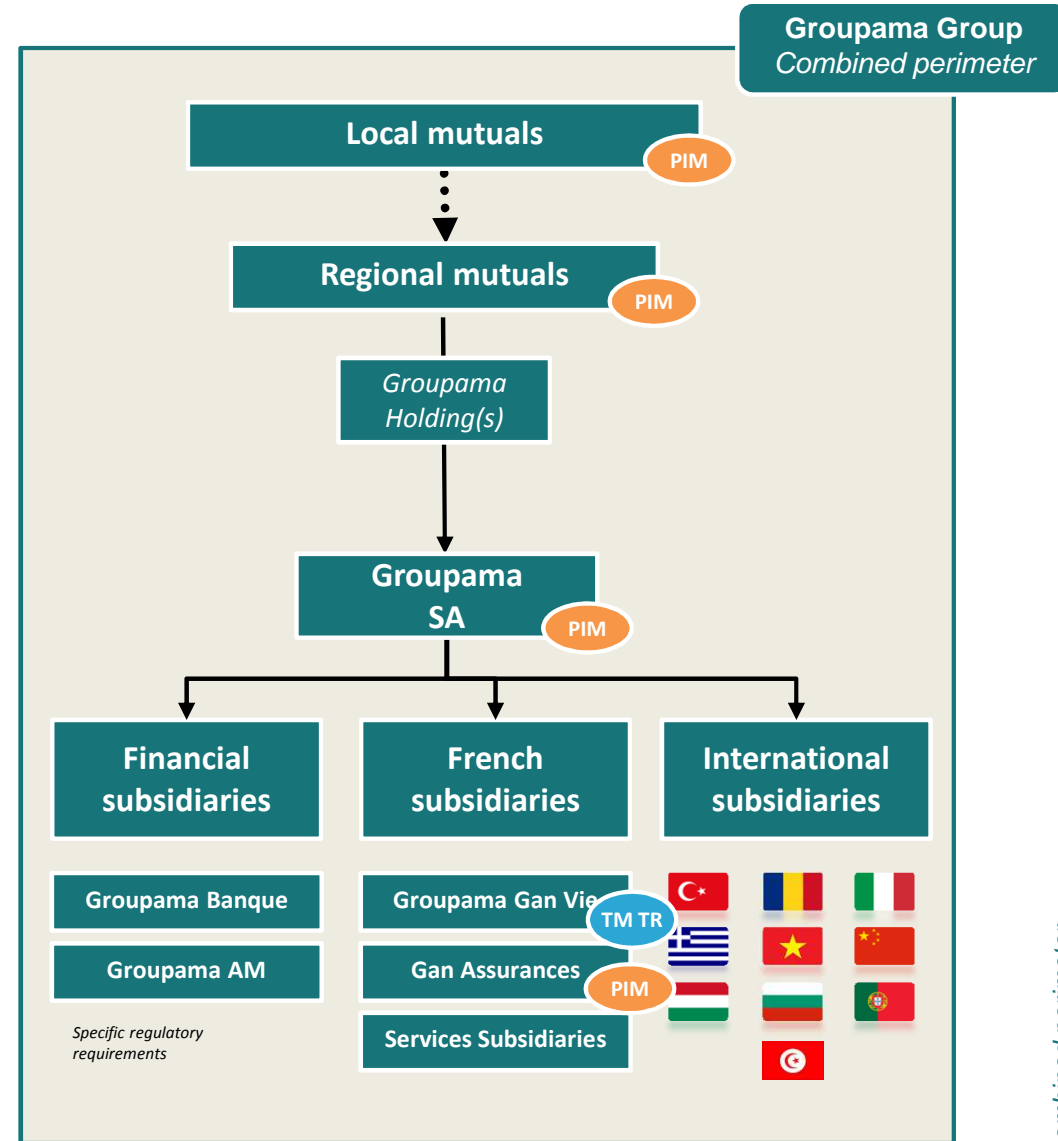 Groupama Group
Combined perimeter
Local mutuals
PIM
Regional mutuals
PIM
Groupama
Holding(s)
Groupama
SA
PIM
Financial
subsidiaries
French
subsidiaries
International
subsidiaries
Groupama Banque
Groupama Gan Vie
TM TR
Groupama AM
Gan Assurances
PIM
Services Subsidiaries
Specific regulatory
requirements